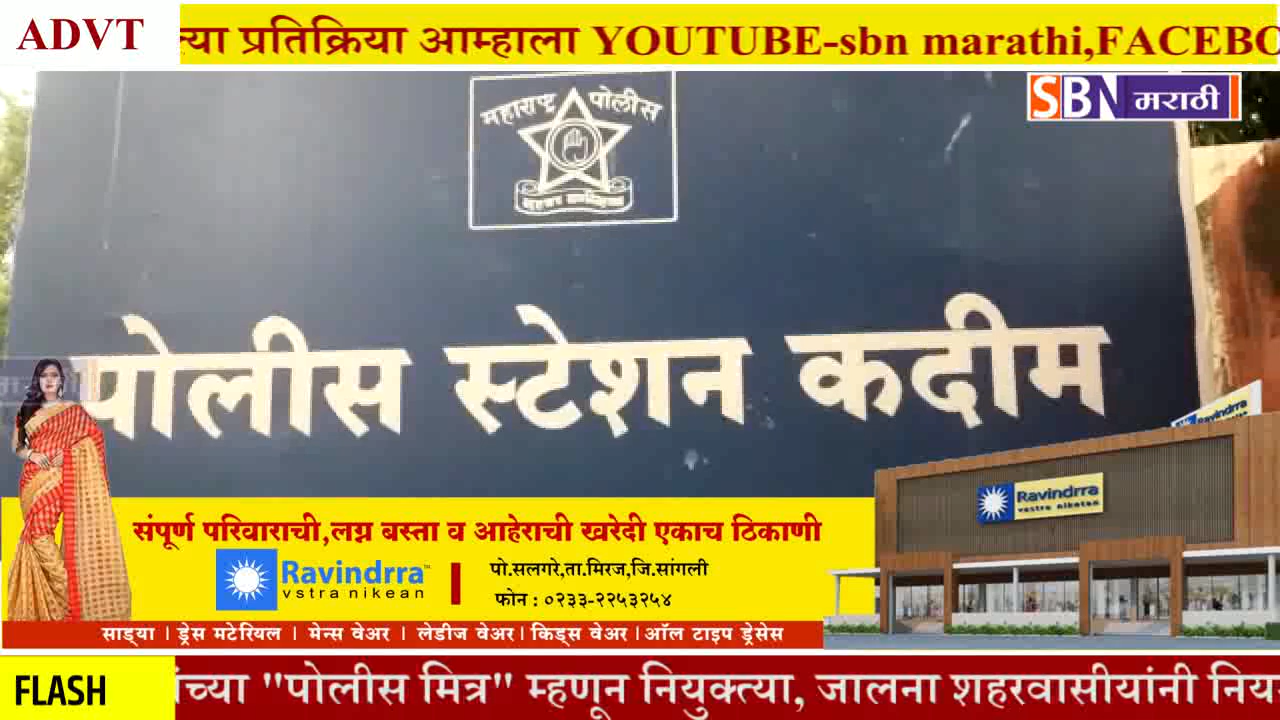 ADVT
त्या प्रतिक्रिया आम्हाला YOUTUBE-sbn marathi,FACEBO
SBN मराठी
महाराष्ट्र पोलीस
पोलीस स्टेशन कदीम
Ravindrra
Ravindrra
vastra niketan
संपूर्ण परिवाराची,लग्न बस्ता व आहेराची खरेदी एकाच ठिकाणी
Ravindrra™
vstra nikean
पो.सलगरे,ता.मिरज,जि.सांगली
फोन : ०२३३-२२५३२५४
साड्या | ड्रेस मटेरियल | मेन्स वेअर | लेडीज वेअर | किड्स वेअर | ऑल टाइप ड्रेसेस
FLASH
ंच्या "पोलीस मित्र" म्हणून नियुक्त्या, जालना शहरवासीयांनी निय